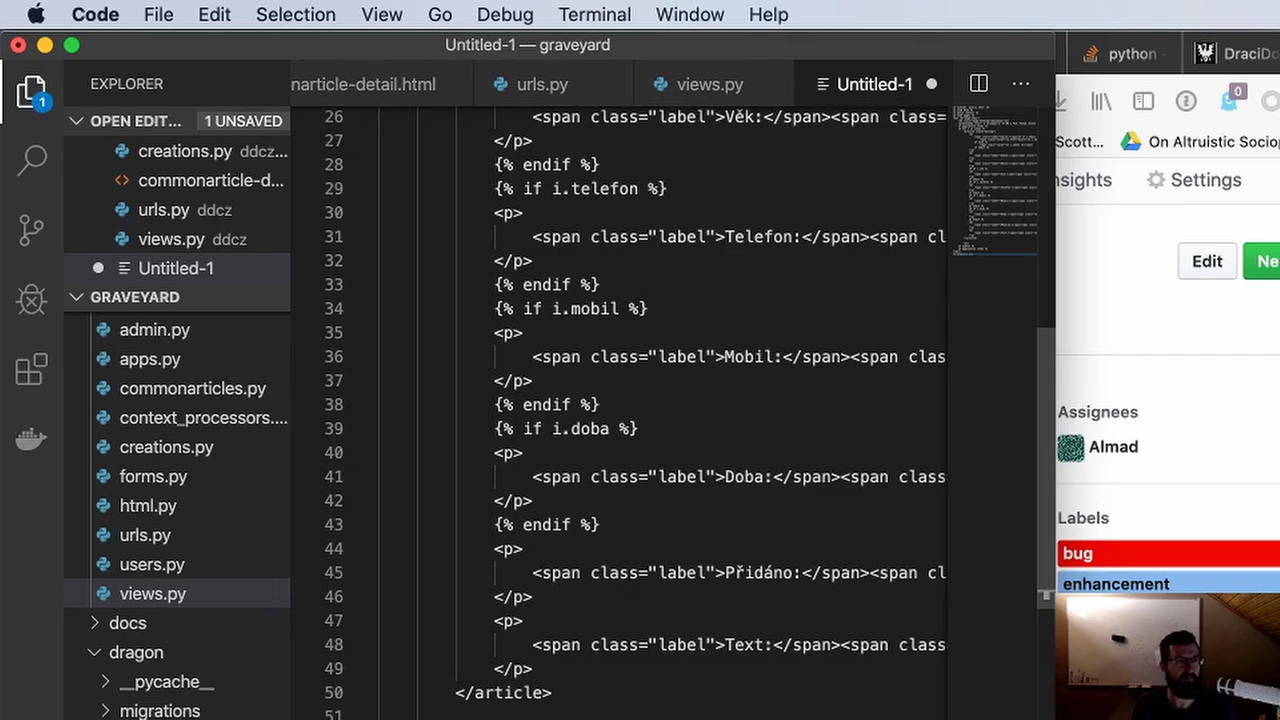 Code File Edit Selection View Go Debug Terminal Window Help
Untitled-1 — graveyard
python
DraciDo
EXPLORER
narticle-detail.html
urls.py
views.py
Untitled-1
OPEN EDIT... 1 UNSAVED
creations.py ddcz...
commonarticle-d...
urls.py ddcz
views.py ddcz
Untitled-1
GRAVEYARD
admin.py
apps.py
commonarticles.py
context_processors....
creations.py
forms.py
html.py
urls.py
users.py
views.py
docs
dragon
__pycache__
migrations
1
26 <span class="label">Věk:</span><span class=
27 </p>
28 {% endif %}
29 {% if i.telefon %}
30 <p>
31 <span class="label">Telefon:</span><span cl
32 </p>
33 {% endif %}
34 {% if i.mobil %}
35 <p>
36 <span class="label">Mobil:</span><span clas
37 </p>
38 {% endif %}
39 {% if i.doba %}
40 <p>
41 <span class="label">Doba:</span><span class
42 </p>
43 {% endif %}
44 <p>
45 <span class="label">Přidáno:</span><span cl
46 </p>
47 <p>
48 <span class="label">Text:</span><span class
49 </p>
50 </article>
51
0
Scott...
On Altruistic Sociop
nsights
Settings
Edit
Ne
Assignees
Almad
Labels
bug
enhancement